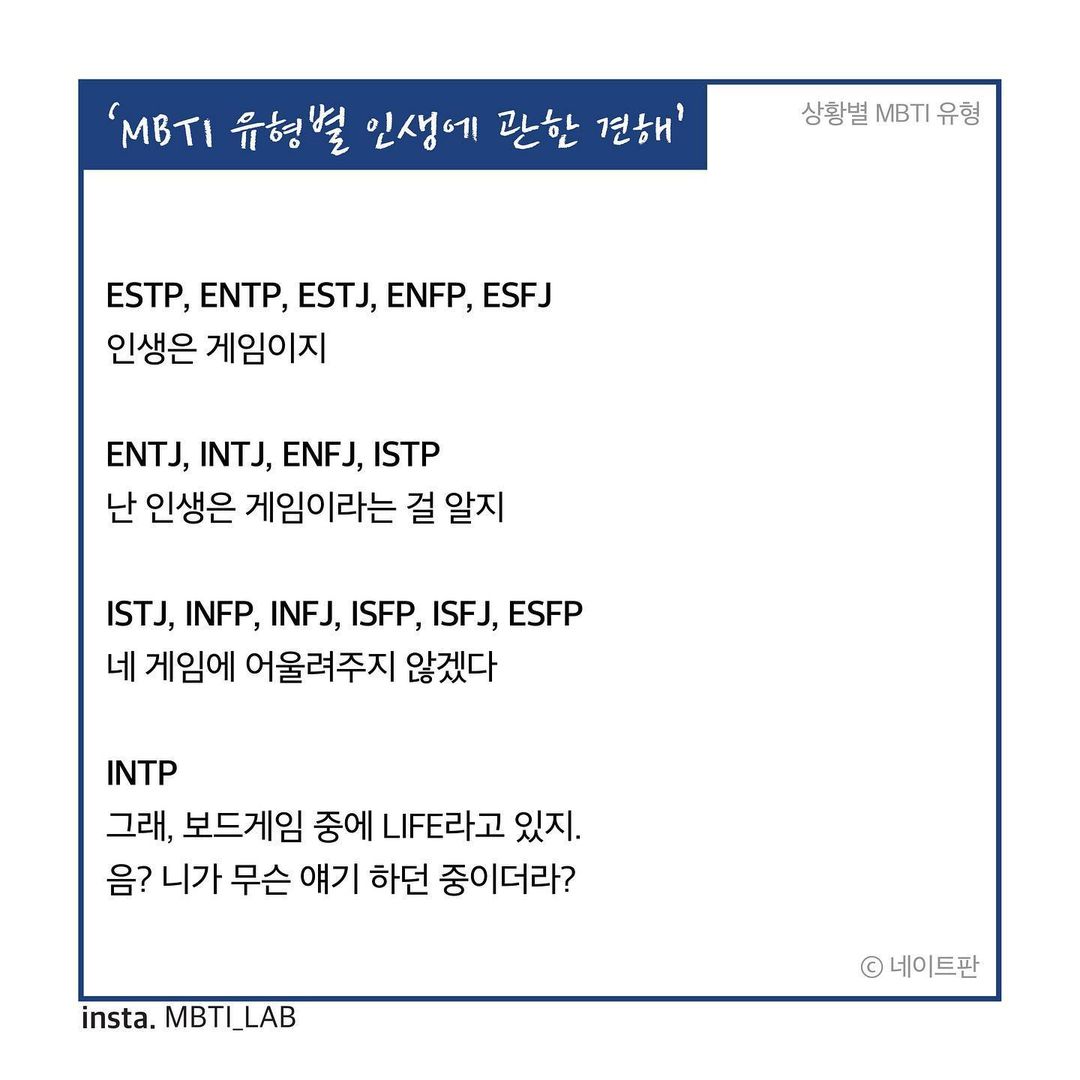 'MBTI 유형별 인생에 관한 견해'
상황별 MBTI 유형
ESTP, ENTP, ESTJ, ENFP, ESFJ
인생은 게임이지
ENTJ, INTJ, ENFJ, ISTP
난 인생은 게임이라는 걸 알지
ISTJ, INFP, INFJ, ISFP, ISFJ, ESFP
네 게임에 어울려주지 않겠다
INTP
그래, 보드게임 중에 LIFE라고 있지.
음? 니가 무슨 얘기 하던 중이더라?
ⓒ 네이트판
insta. MBTI_LAB